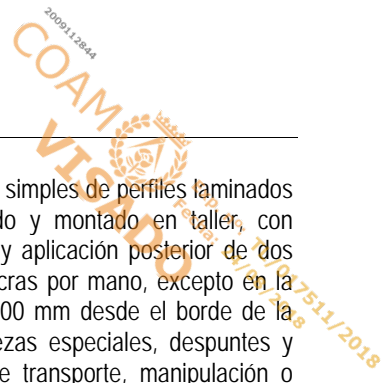 2009112844
COAM
VISADO
simples de perfiles laminados
do y montado en taller, con
y aplicación posterior de dos
cras por mano, excepto en la
00 mm desde el borde de la
ezas especiales, despuntes y
e transporte, manipulación o